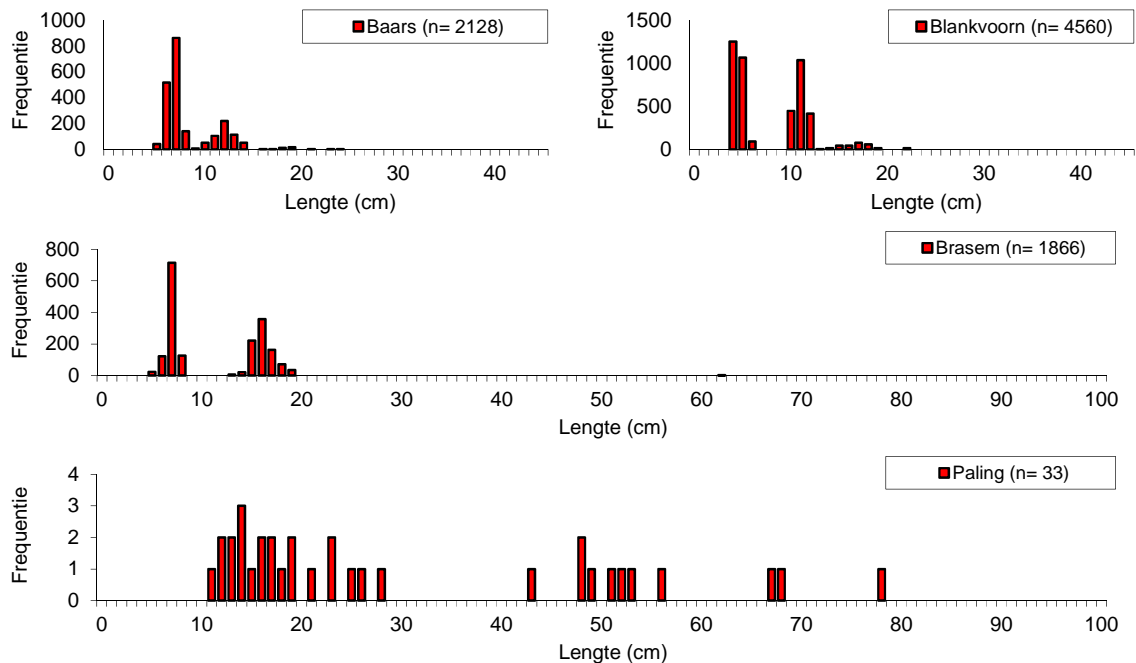 Baars (n= 2128)
Frequentie
1000
800
600
400
200
0
0 10 20 30 40
Lengte (cm)
Blankvoorn (n= 4560)
Frequentie
1500
1000
500
0
0 10 20 30 40
Lengte (cm)
Brasem (n= 1866)
Frequentie
800
600
400
200
0
0 10 20 30 40 50 60 70 80 90 100
Lengte (cm)
Paling (n= 33)
Frequentie
4
3
2
1
0
0 10 20 30 40 50 60 70 80 90 100
Lengte (cm)